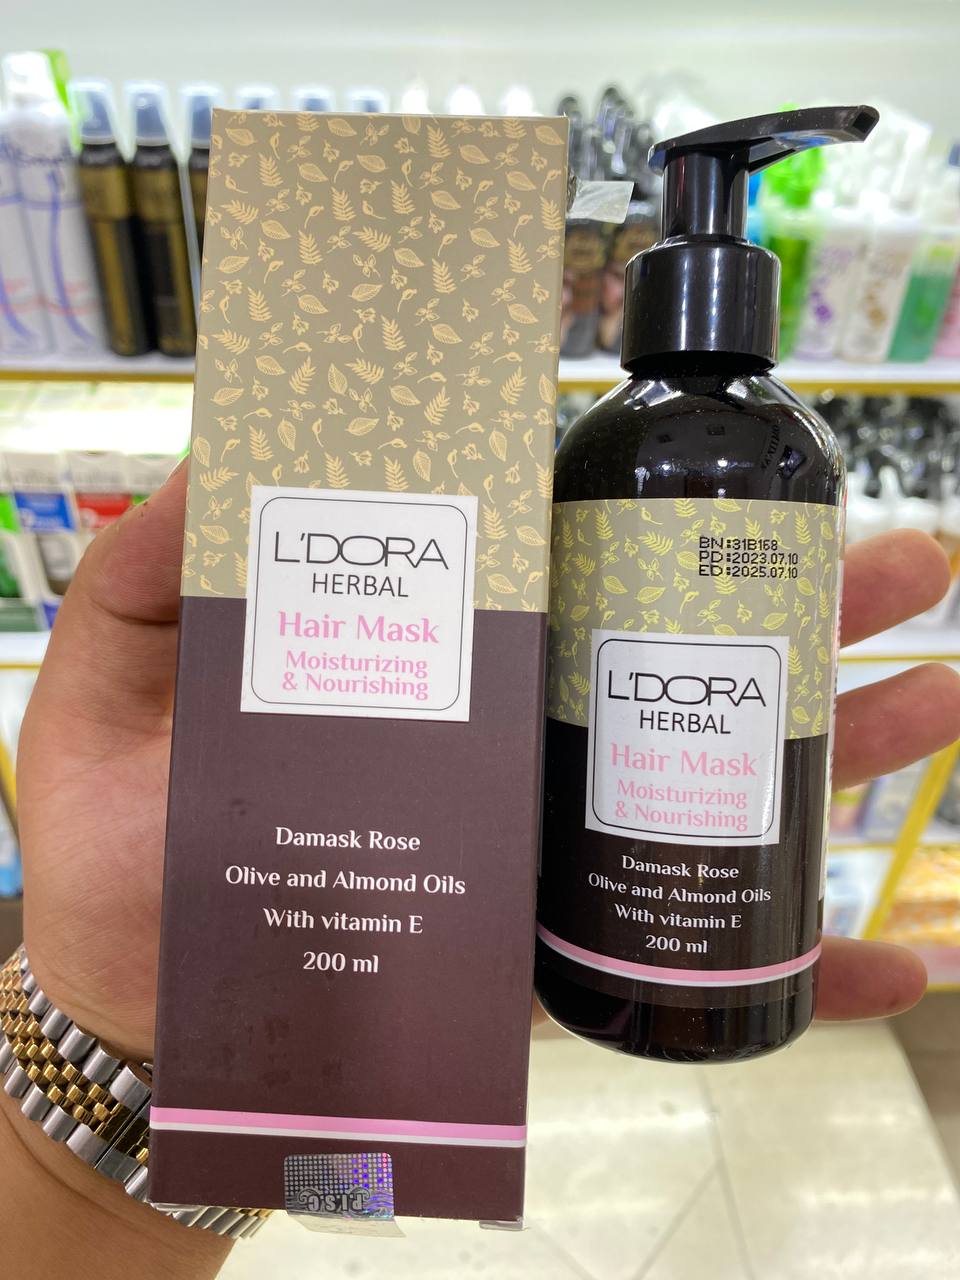 L'DORA
HERBAL
Hair Mask
Moisturizing
& Nourishing
Damask Rose
Olive and Almond Oils
With vitamin E
200 ml
P.I.S.C
BN:31B168
PD:2023.07.10
ED:2025.07.10
L'DORA
HERBAL
Hair Mask
Moisturizing
& Nourishing
Damask Rose
Olive and Almond Oils
With vitamin E
200 ml